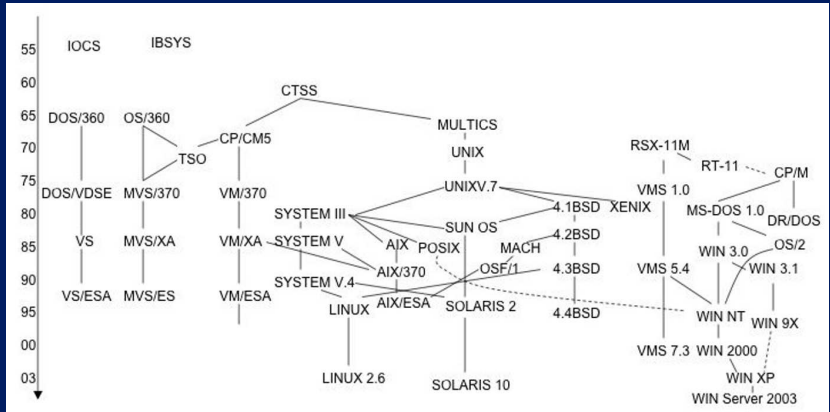 55 IOCS IBSYS
60
CTSS
65 DOS/360 OS/360
MULTICS
CP/CM5
70 TSO UNIX RSX-11M
RT-11 CP/M
75 DOS/VDSE MVS/370 VM/370 UNIXV.7 VMS 1.0
80 SYSTEM III 4.1BSD XENIX MS-DOS 1.0
SUN OS DR/DOS
85 VS MVS/XA VM/XA SYSTEM V AIX POSIX MACH 4.2BSD WIN 3.0 OS/2
AIX/370 OSF/1 4.3BSD VMS 5.4 WIN 3.1
90 SYSTEM V.4
VS/ESA MVS/ES VM/ESA
95 LINUX AIX/ESA SOLARIS 2 4.4BSD WIN NT WIN 9X
00 VMS 7.3 WIN 2000
03 LINUX 2.6 SOLARIS 10 WIN XP
WIN Server 2003